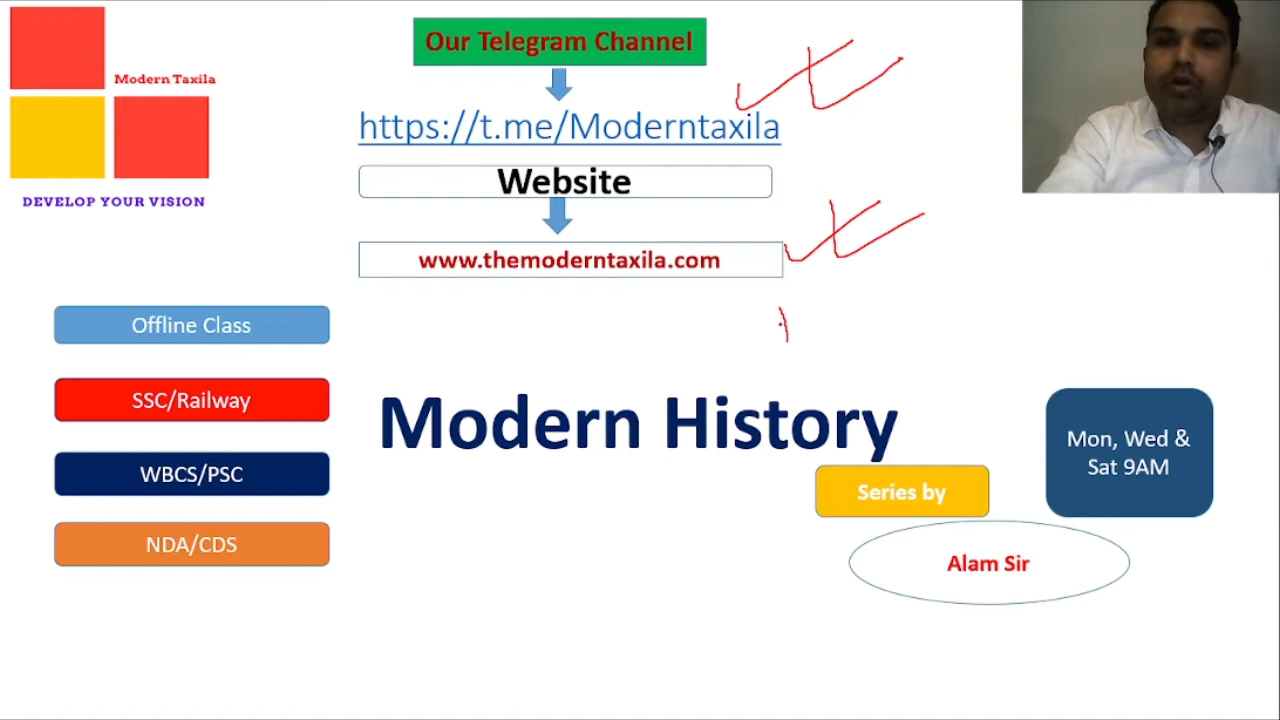 Our Telegram Channel
Modern Taxila
https://t.me/Moderntaxila
Website
DEVELOP YOUR VISION
www.themoderntaxila.com
Offline Class
SSC/Railway
WBCS/PSC
NDA/CDS
Modern History
Mon, Wed &
Sat 9AM
Series by
Alam Sir